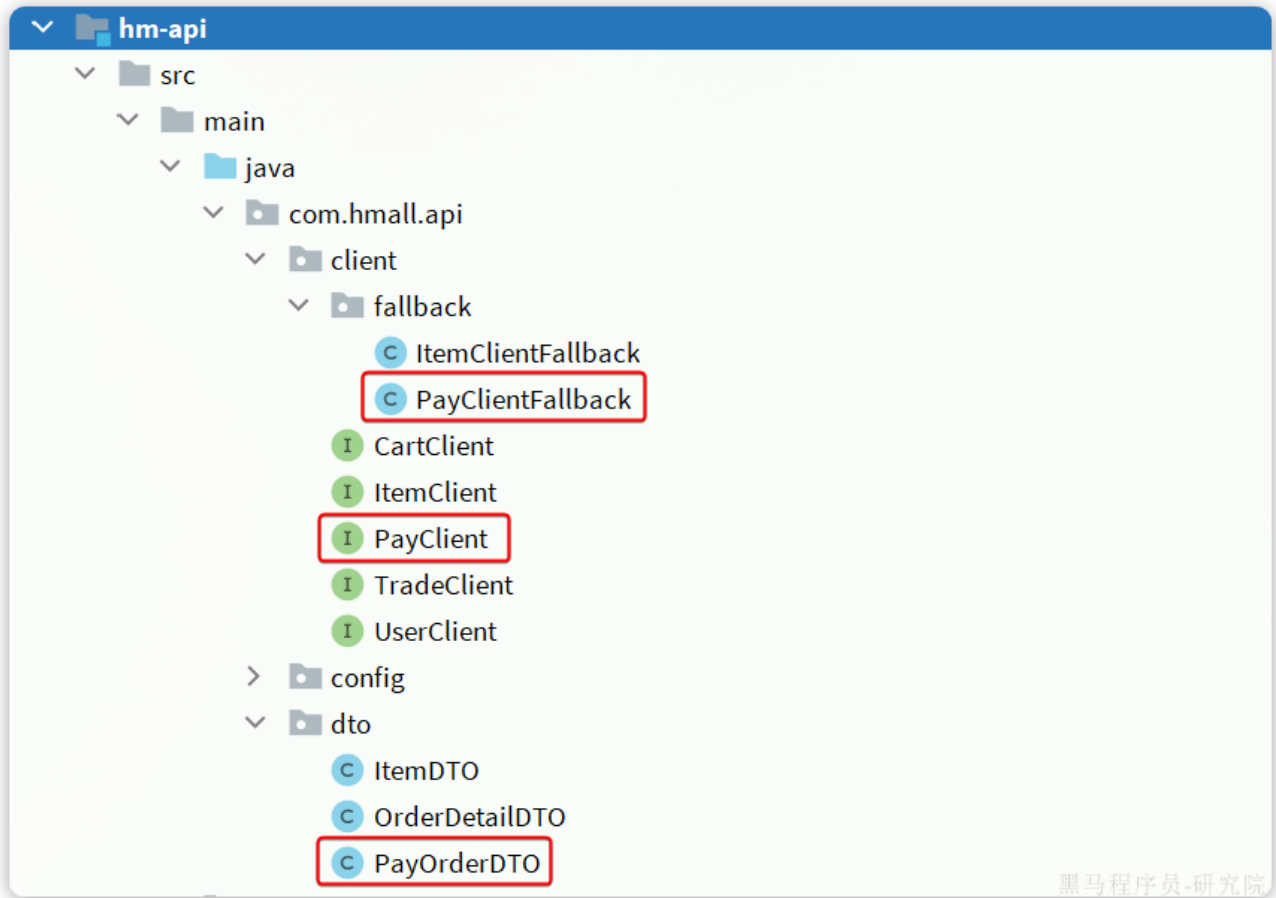 hm-api
src
main
java
com.hmall.api
client
fallback
C ItemClientFallback
C PayClientFallback
I CartClient
I ItemClient
I PayClient
I TradeClient
I UserClient
config
dto
C ItemDTO
C OrderDetailDTO
C PayOrderDTO
黑马程序员-研究院